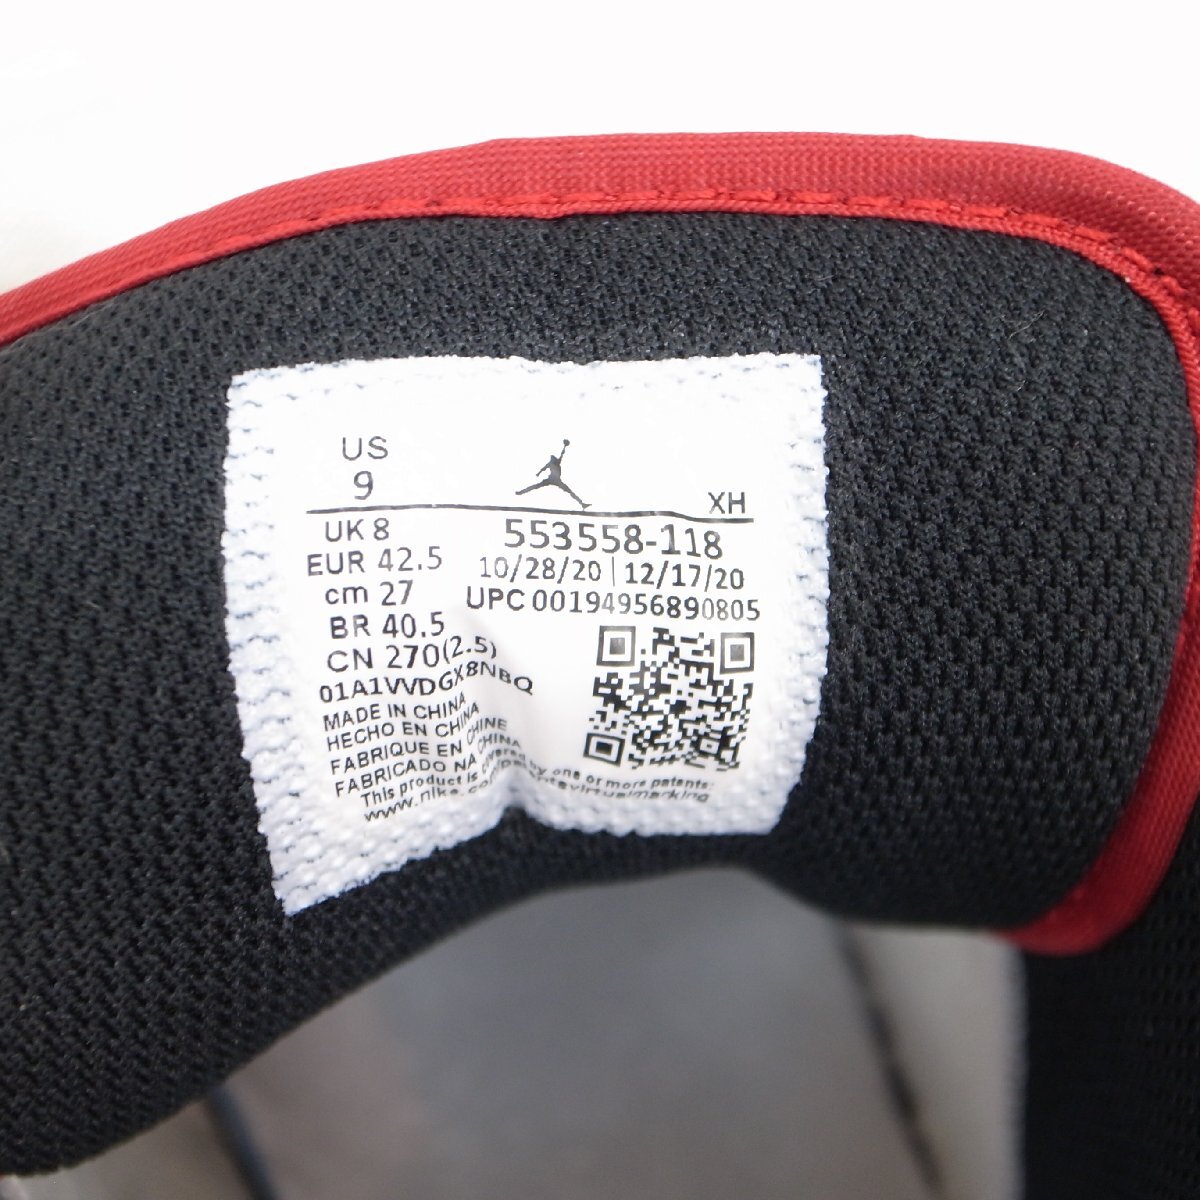 US
9
XH
UK 8
EUR 42.5
cm 27
BR 40.5
CN 270(2.5)
553558-118
10/28/20 | 12/17/20
UPC 00194956890805
01A1VVDGX8NBQ
MADE IN CHINA
HECHO EN CHINA
FABRIQUE EN CHINE
FABRICADO NA CHINA
This product is covered by one or more patents:
www.nike.com/patentsvirtualmarking